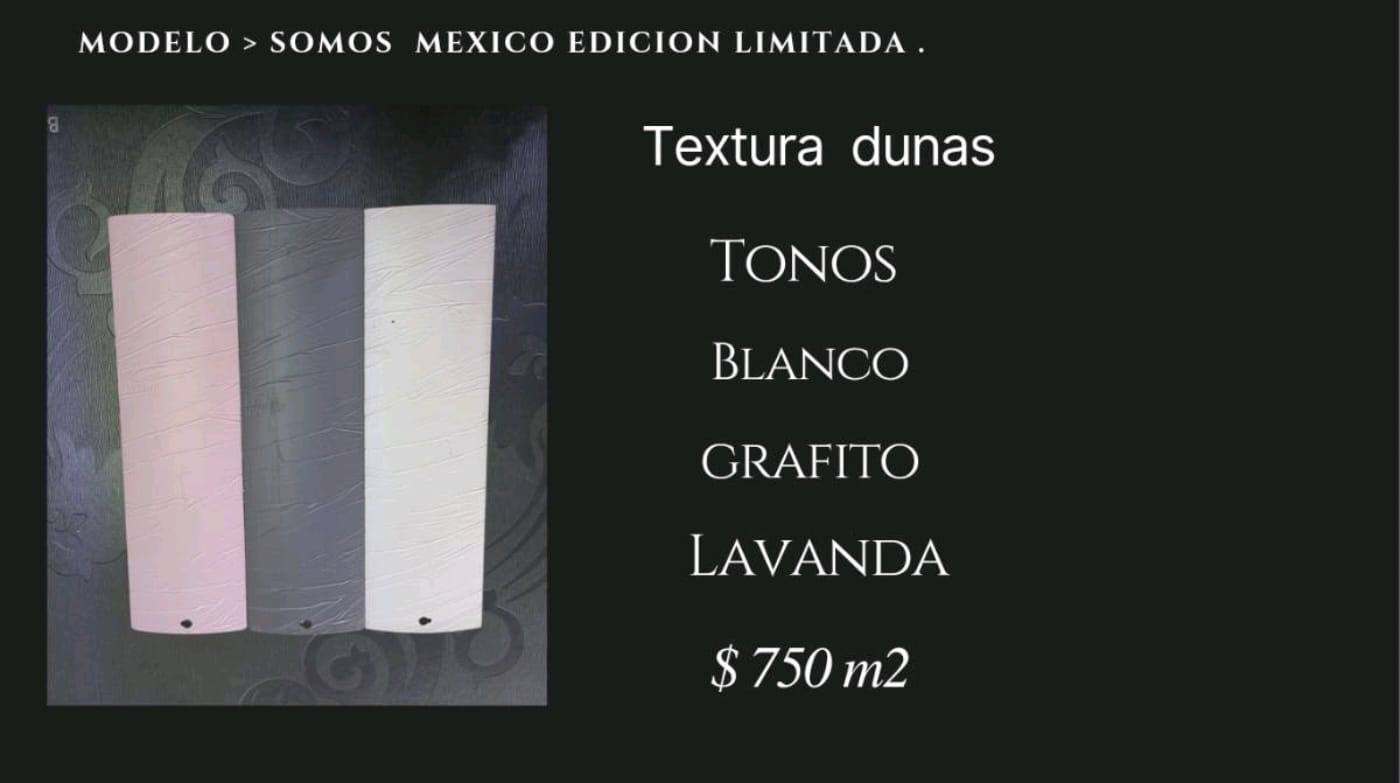 MODELO > SOMOS MEXICO EDICION LIMITADA .
Textura dunas
TONOS
BLANCO
GRAFITO
LAVANDA
$ 750 m2